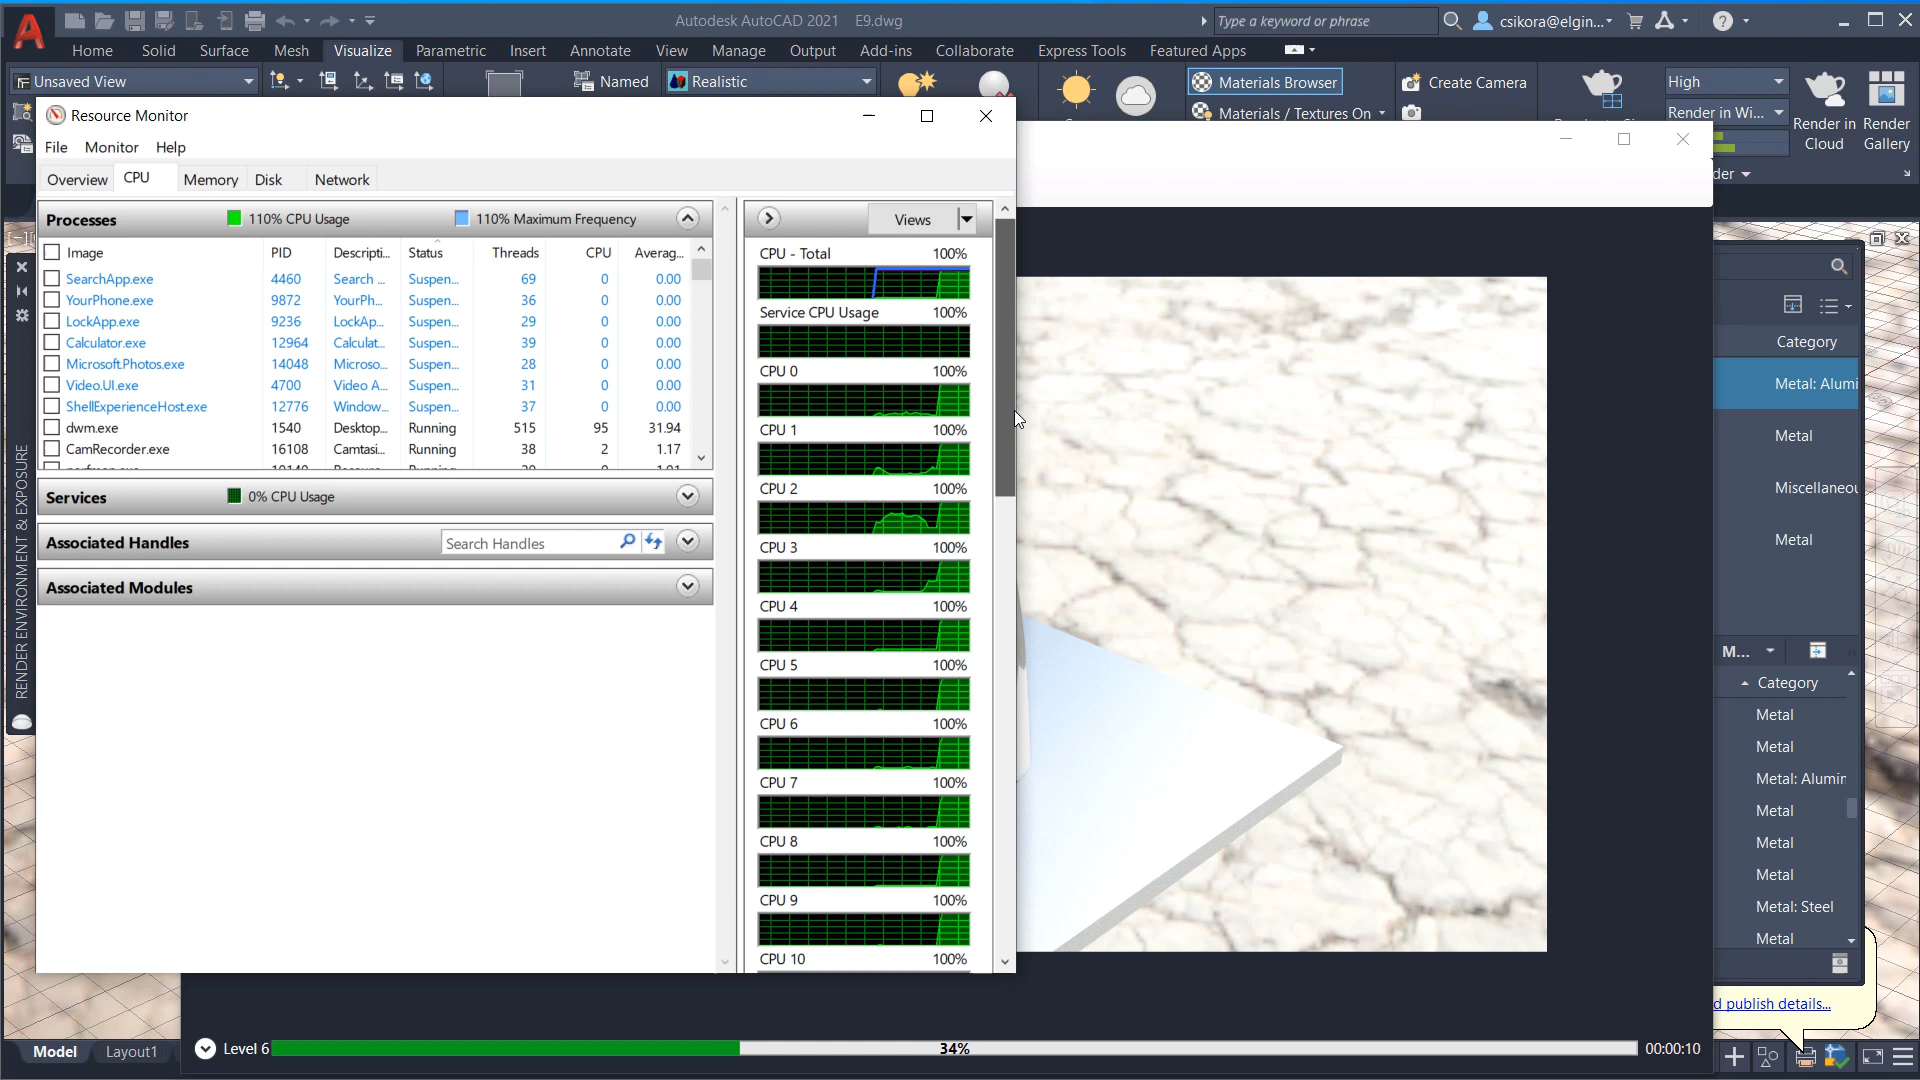 Autodesk AutoCAD 2021 E9.dwg
Type a keyword or phrase
csikora@elgin...
Home Solid Surface Mesh Visualize Parametric Insert Annotate View Manage Output Add-ins Collaborate Express Tools Featured Apps
Unsaved View
Named
Realistic
Materials Browser
Materials / Textures On
Create Camera
High
Render in Wi...
Render in Cloud
Render Gallery
Resource Monitor
File Monitor Help
Overview CPU Memory Disk Network
Processes 110% CPU Usage 110% Maximum Frequency
Image PID Descripti... Status Threads CPU Averag...
SearchApp.exe 4460 Search ... Suspen... 69 0 0.00
YourPhone.exe 9872 YourPh... Suspen... 36 0 0.00
LockApp.exe 9236 LockAp... Suspen... 29 0 0.00
Calculator.exe 12964 Calculat... Suspen... 39 0 0.00
Microsoft.Photos.exe 14048 Microso... Suspen... 28 0 0.00
Video.UI.exe 4700 Video A... Suspen... 31 0 0.00
ShellExperienceHost.exe 12776 Window... Suspen... 37 0 0.00
dwm.exe 1540 Desktop... Running 515 95 31.94
CamRecorder.exe 16108 Camtasi... Running 38 2 1.17
Services 0% CPU Usage
Associated Handles Search Handles
Associated Modules
Views
CPU - Total 100%
Service CPU Usage 100%
CPU 0 100%
CPU 1 100%
CPU 2 100%
CPU 3 100%
CPU 4 100%
CPU 5 100%
CPU 6 100%
CPU 7 100%
CPU 8 100%
CPU 9 100%
CPU 10 100%
RENDER ENVIRONMENT & EXPOSURE
der
Category
Metal: Alumi
Metal
Miscellaneou
Metal
M...
Category
Metal
Metal
Metal: Alumin
Metal
Metal
Metal
Metal: Steel
Metal
d publish details...
Level 6 34% 00:00:10
Model Layout1